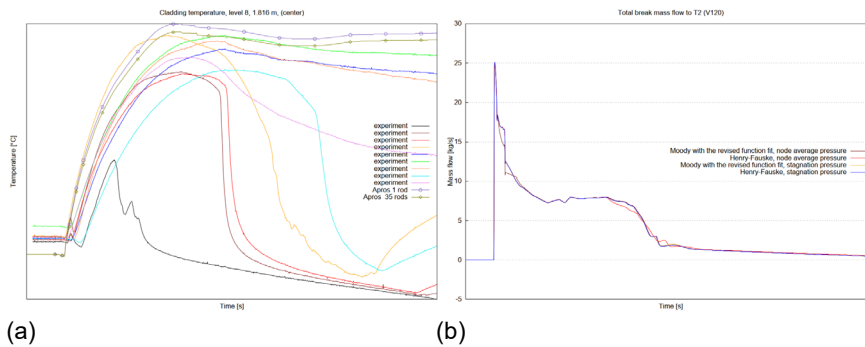 Cladding temperature, level 8, 1.816 m, (center)
Temperature [°C]
experiment
experiment
experiment
experiment
experiment
experiment
experiment
experiment
experiment
experiment
Apros 1 rod
Apros 35 rods
Time [s]
(a)
Total break mass flow to T2 (V120)
Mass flow [kg/s]
30
25
20
15
10
5
0
-5
Moody with the revised function fit, node average pressure
Henry-Fauske, node average pressure
Moody with the revised function fit, stagnation pressure
Henry-Fauske, stagnation pressure
Time [s]
(b)